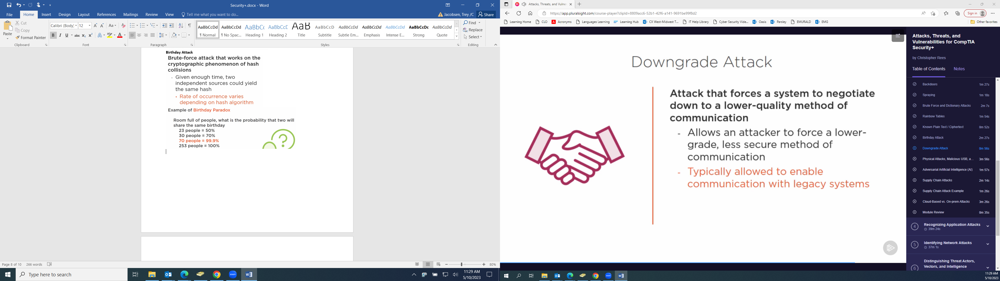 Security+.docx - Word
File
Home
Insert
Design
Layout
References
Mailings
Review
View
Tell me what you want to do...
Jacobsen, Trey /C
Share
Paste
Cut
Copy
Format Painter
Clipboard
Calibri (Body)
12
Font
Paragraph
AaBbCcDd
¶ Normal
AaBbCcDd
¶ No Spac...
AaBbCc
Heading 1
AaBbCcC
Heading 2
AaB
Title
AaBbCcD
Subtitle
AaBbCcDd
Subtle Em...
AaBbCcDd
Emphasis
AaBbCcDd
Intense E...
AaBbCcDc
Strong
AaBbCcDd
Quote
Styles
Find
Replace
Select
Editing
Birthday Attack
Brute-force attack that works on the
cryptographic phenomenon of hash
collisions
- Given enough time, two
independent sources could yield
the same hash
• Rate of occurrence varies
depending on hash algorithm
Example of Birthday Paradox
Room full of people, what is the probability that two will
share the same birthday
23 people = 50%
30 people = 70%
70 people = 99.9%
253 people = 100%
?
Page 8 of 10
266 words
80%
Type here to search
11:29 AM
5/10/2023
Attacks, Threats, and Vulner
https://app.pluralsight.com/course-player?clipId=8809acc6-52b1-42f6-a141-9691be99f8d2
Sign in
Learning Home
CLO
Acronyms
Languages Learning
Learning Hub
CX West-Midwest T...
IT Help Library
Cyber Security Vide...
Oasis
Parsley
EMURALD
EMG
Other favorites
Downgrade Attack
Attack that forces a system to negotiate
down to a lower-quality method of
communication
- Allows an attacker to force a lower-
grade, less secure method of
communication
- Typically allowed to enable
communication with legacy systems
Attacks, Threats, and
Vulnerabilities for CompTIA
Security+
by Christopher Rees
Table of Contents
Notes
Backdoors 1m 27s
Spraying 1m 18s
Brute Force and Dictionary Attacks 2m 7s
Rainbow Tables 1m 54s
Known Plain Text / Ciphertext 0m 52s
Birthday Attack 2m 27s
Downgrade Attack 0m 56s
Physical Attacks, Malicious USB, a... 3m 56s
Adversarial Artificial Intelligence (AI) 1m 57s
Supply Chain Attacks 2m 14s
Supply Chain Attack Example 1m 26s
Cloud-Based vs. On-prem Attacks 3m 26s
Module Review 0m 35s
4 Recognizing Application Attacks
39m 24s
5 Identifying Network Attacks
37m 1s
6 Distinguishing Threat Actors,
Vectors, and Intelligence
11:29 AM
5/10/2023